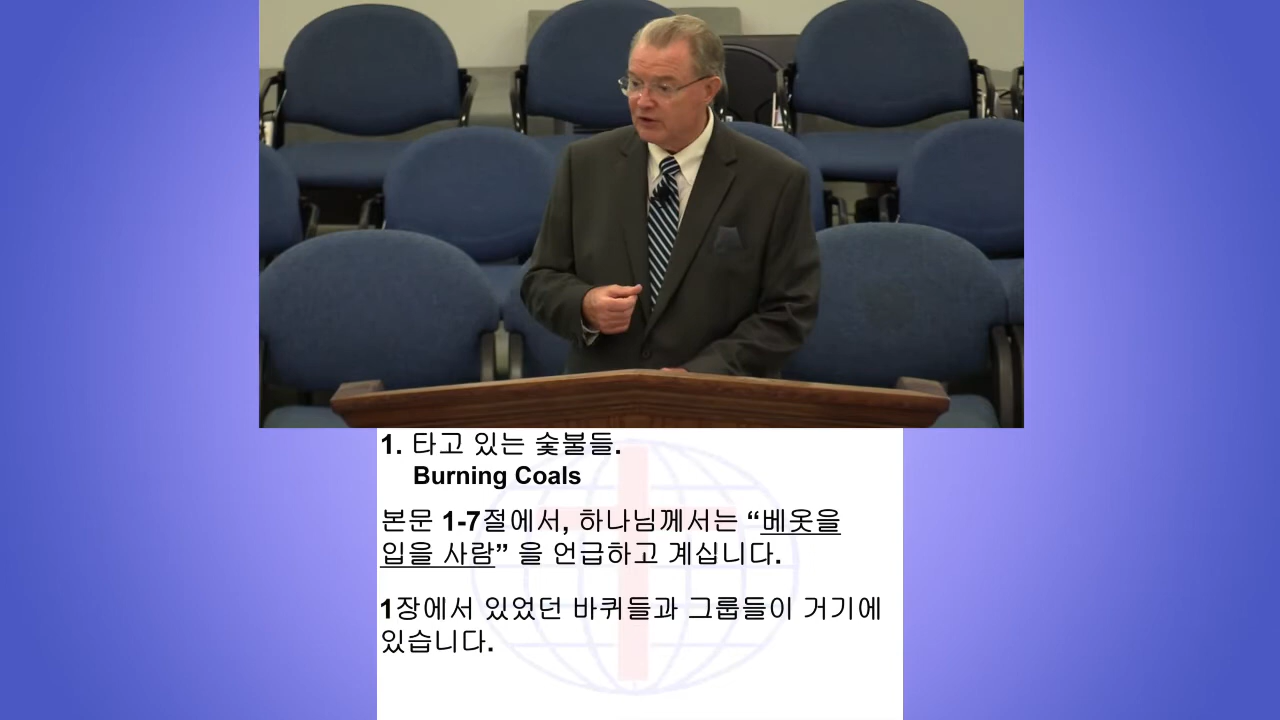 1. 타고 있는 숯불들.
Burning Coals
본문 1-7절에서, 하나님께서는 “베옷을
입을 사람” 을 언급하고 계십니다.
1장에서 있었던 바퀴들과 그룹들이 거기에
있습니다.